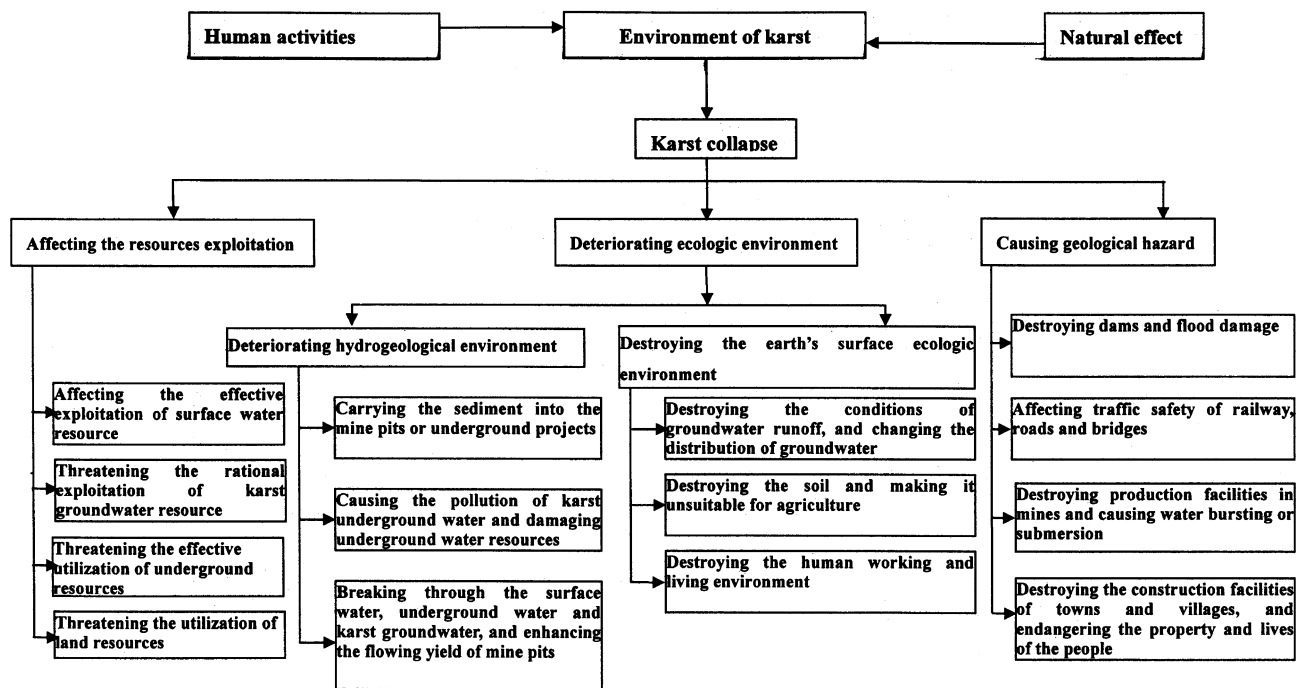 Human activities
Environment of karst
Natural effect
Karst collapse
Affecting the resources exploitation
Deteriorating ecologic environment
Causing geological hazard
Deteriorating hydrogeological environment
Destroying the earth's surface ecologic
environment
Affecting the effective
exploitation of surface water
resource
Threatening the rational
exploitation of karst
groundwater resource
Threatening the effective
utilization of underground
resources
Threatening the utilization of
land resources
Carrying the sediment into the
mine pits or underground projects
Causing the pollution of karst
underground water and damaging
underground water resources
Breaking through the surface
water, underground water and
karst groundwater, and enhancing
the flowing yield of mine pits
Destroying the conditions of
groundwater runoff, and changing the
distribution of groundwater
Destroying the soil and making it
unsuitable for agriculture
Destroying the human working and
living environment
Destroying dams and flood damage
Affecting traffic safety of railway,
roads and bridges
Destroying production facilities in
mines and causing water bursting or
submersion
Destroying the construction facilities
of towns and villages, and
endangering the property and lives
of the people